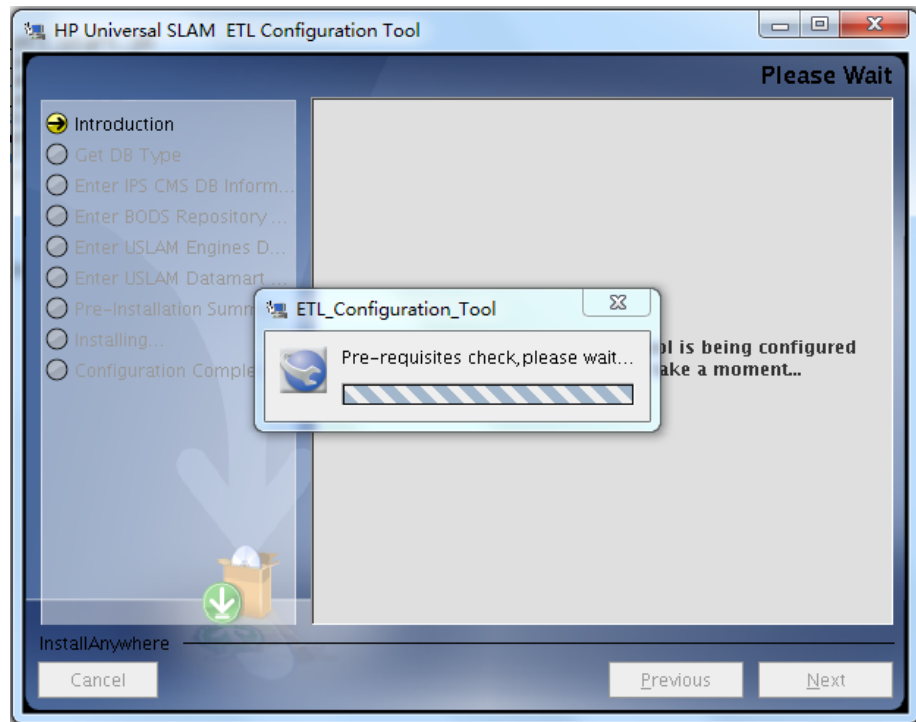 HP Universal SLAM ETL Configuration Tool
Please Wait
Introduction
Get DB Type
Enter IPS CMS DB Inform...
Enter BODS Repository ...
Enter USLAM Engines D...
Enter USLAM Datamart ...
Pre-Installation Summ
Installing...
Configuration Comple
ETL_Configuration_Tool
Pre-requisites check,please wait...
ol is being configured
ake a moment...
InstallAnywhere
Cancel
Previous
Next